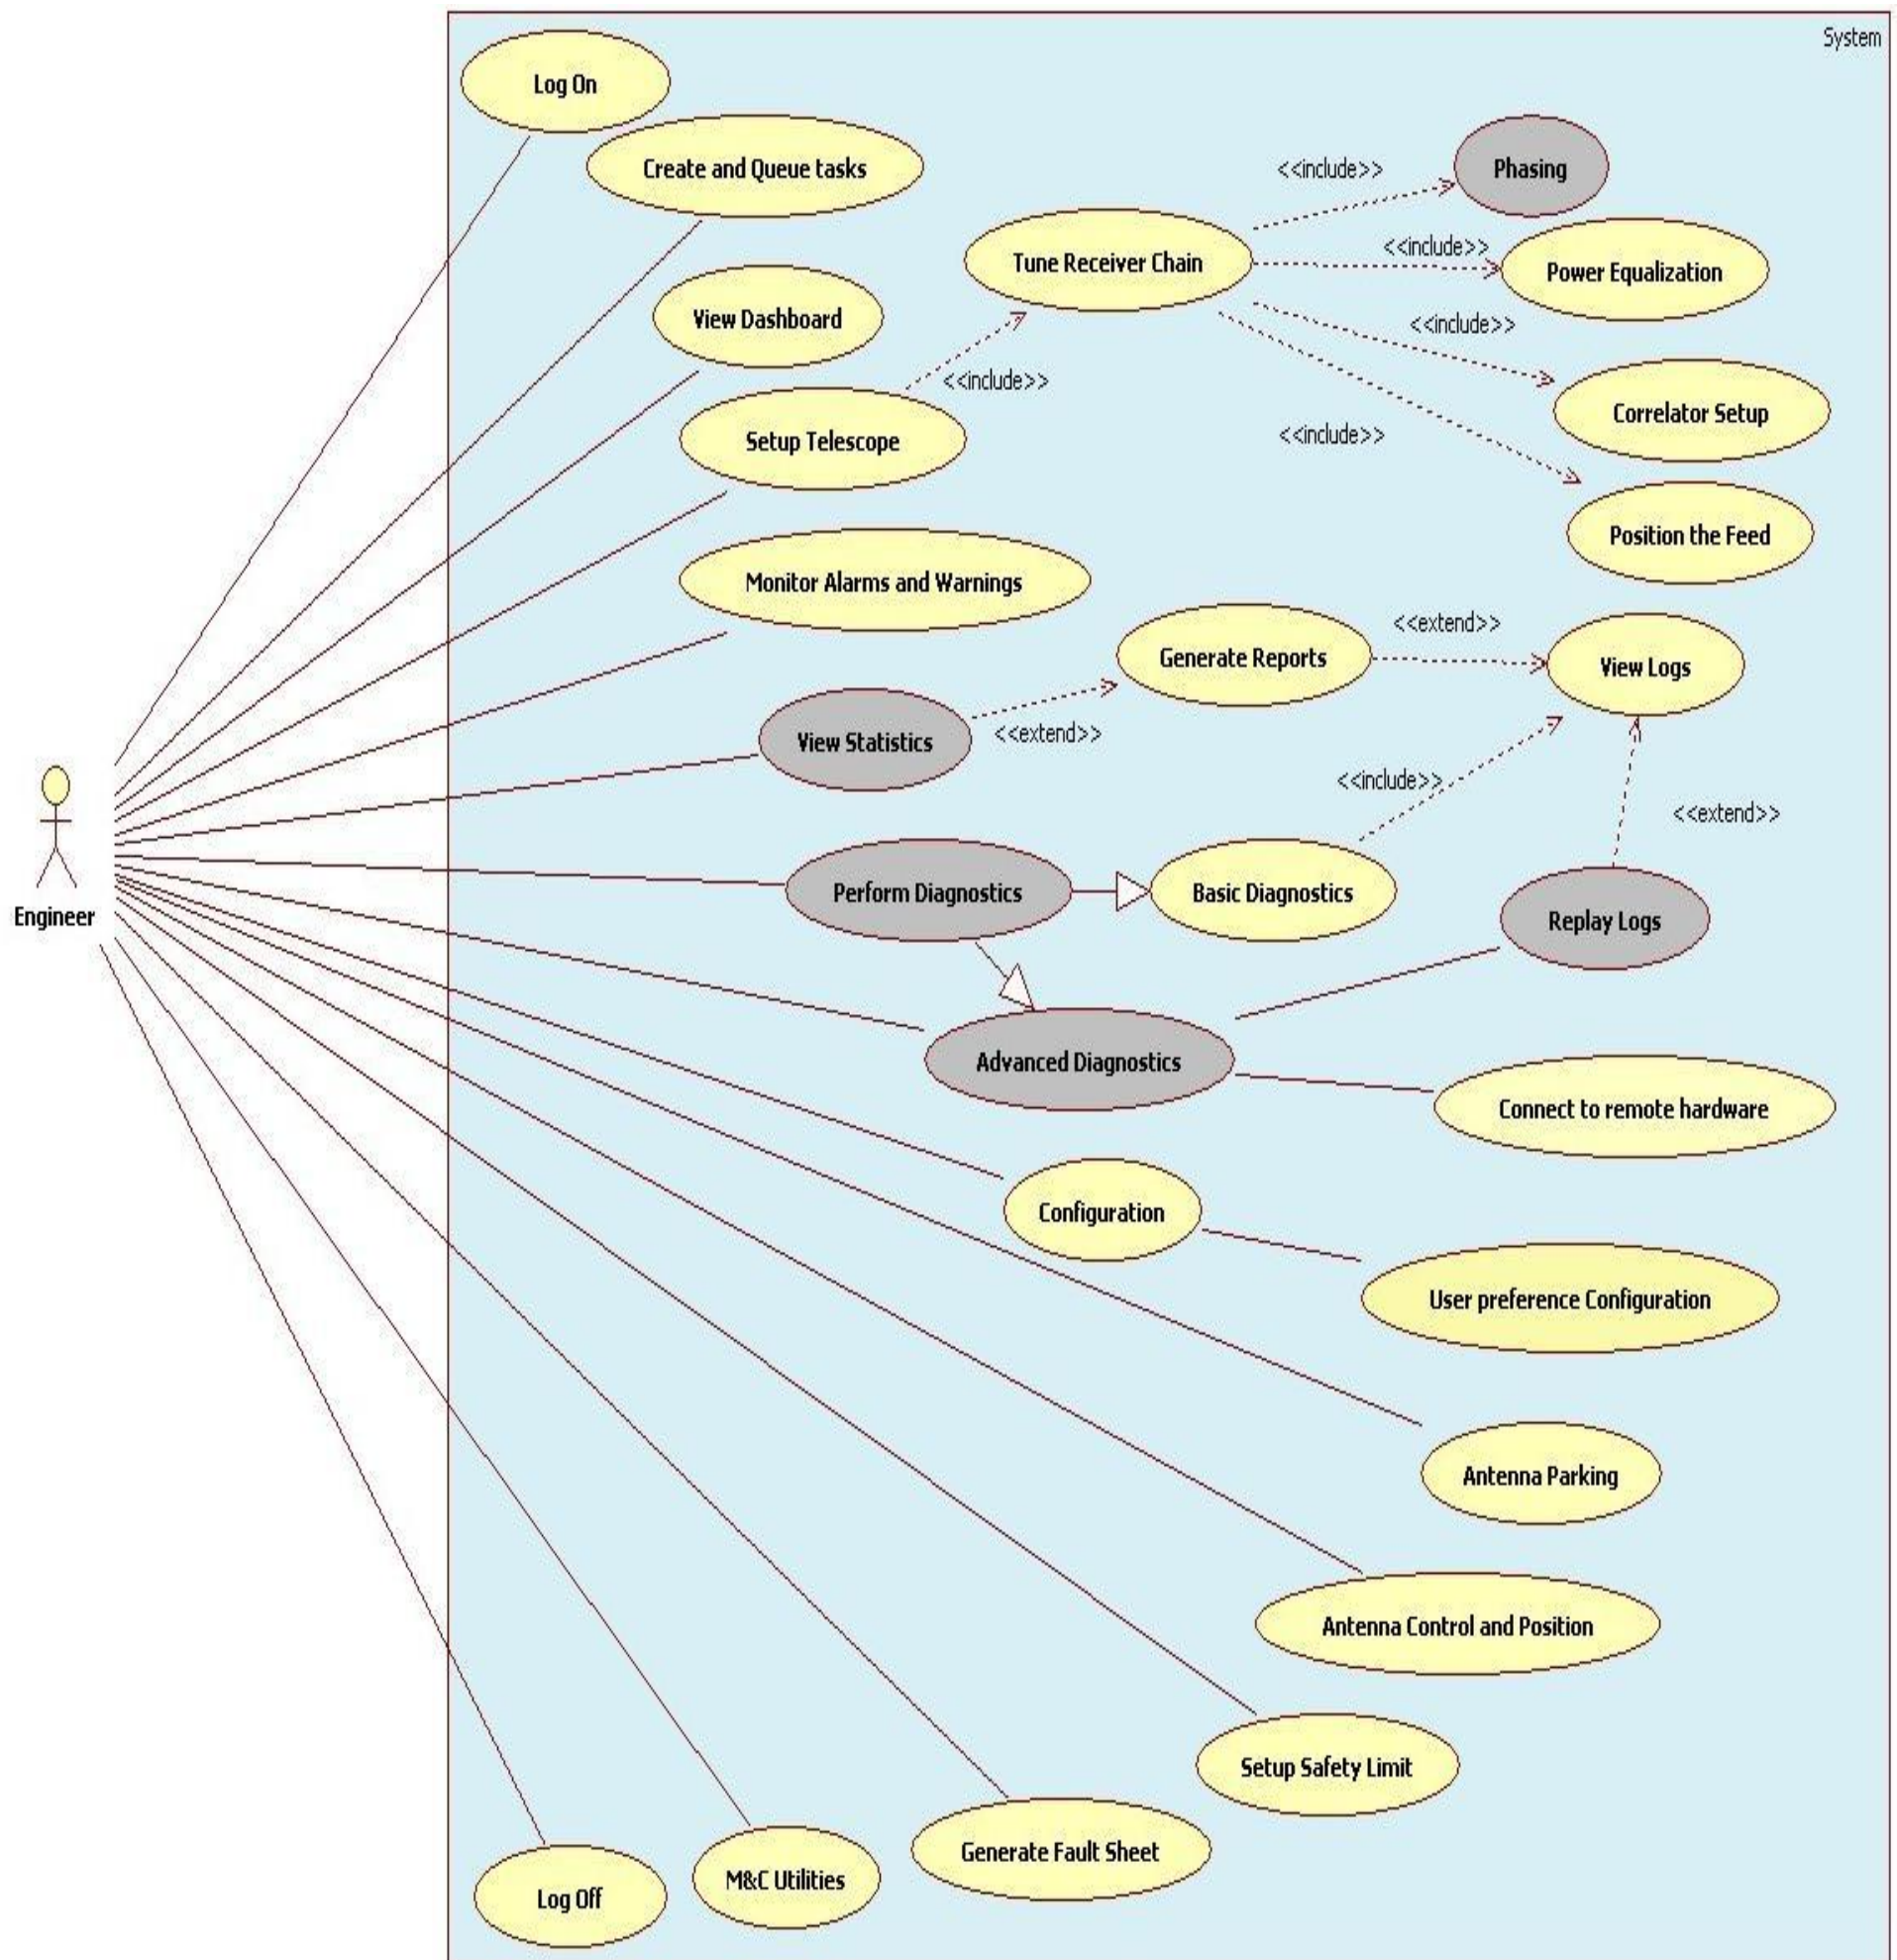 System
Log On
Create and Queue tasks
<<include>>
Phasing
Tune Receiver Chain
<<include>>
Power Equalization
View Dashboard
<<include>>
<<include>>
Setup Telescope
<<include>>
Correlator Setup
Position the Feed
Monitor Alarms and Warnings
Generate Reports
<<extend>>
View Logs
View Statistics
<<extend>>
<<include>>
<<extend>>
Perform Diagnostics
Basic Diagnostics
Replay Logs
Engineer
Advanced Diagnostics
Connect to remote hardware
Configuration
User preference Configuration
Antenna Parking
Antenna Control and Position
Setup Safety Limit
Generate Fault Sheet
M&C Utilities
Log Off